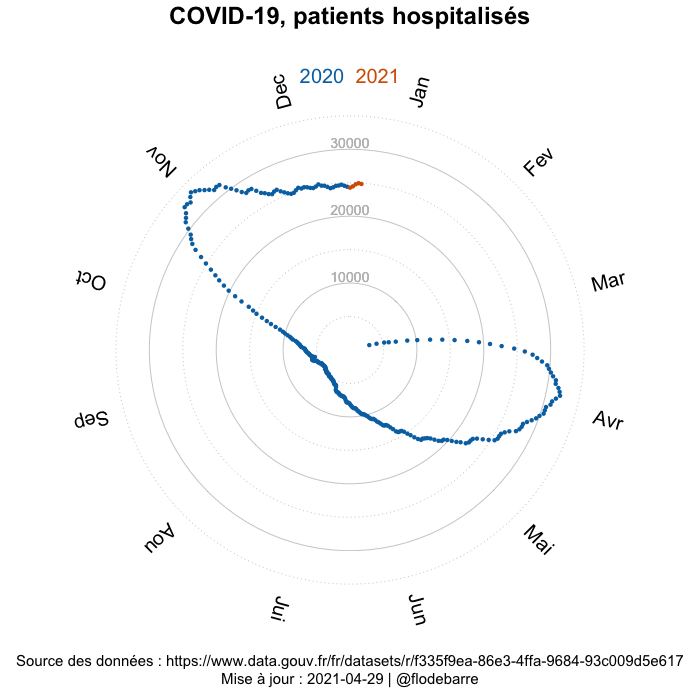 COVID-19, patients hospitalisés
2020 2021
Jan
Fev
Mar
Avr
Mai
Jun
Jui
Aou
Sep
Oct
Nov
Dec
30000
20000
10000
Source des données : https://www.data.gouv.fr/fr/datasets/r/f335f9ea-86e3-4ffa-9684-93c009d5e617
Mise à jour : 2021-04-29 | @flodebarre